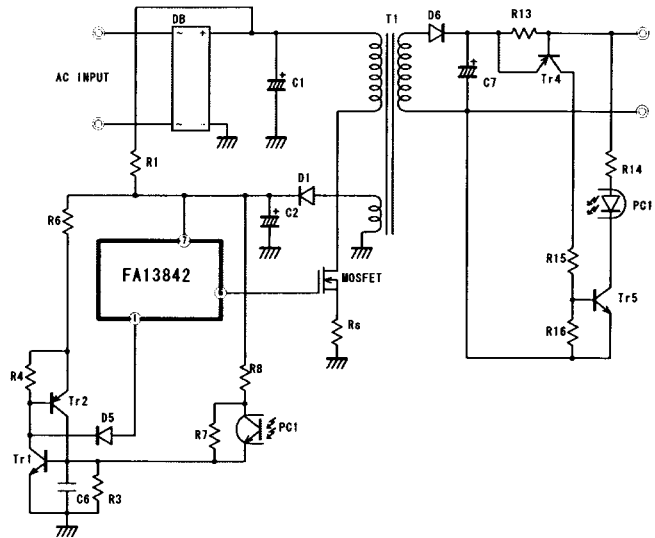 DB
T1
D6
R13
~
+
AC INPUT
+
C1
+
C7
Tr4
~
-
R1
D1
R14
R6
+
C2
PC1
7
FA13842
6
MOSFET
R15
Tr5
1
Rs
R16
R4
R8
Tr2
D5
R7
PC1
Tr1
C6
R3